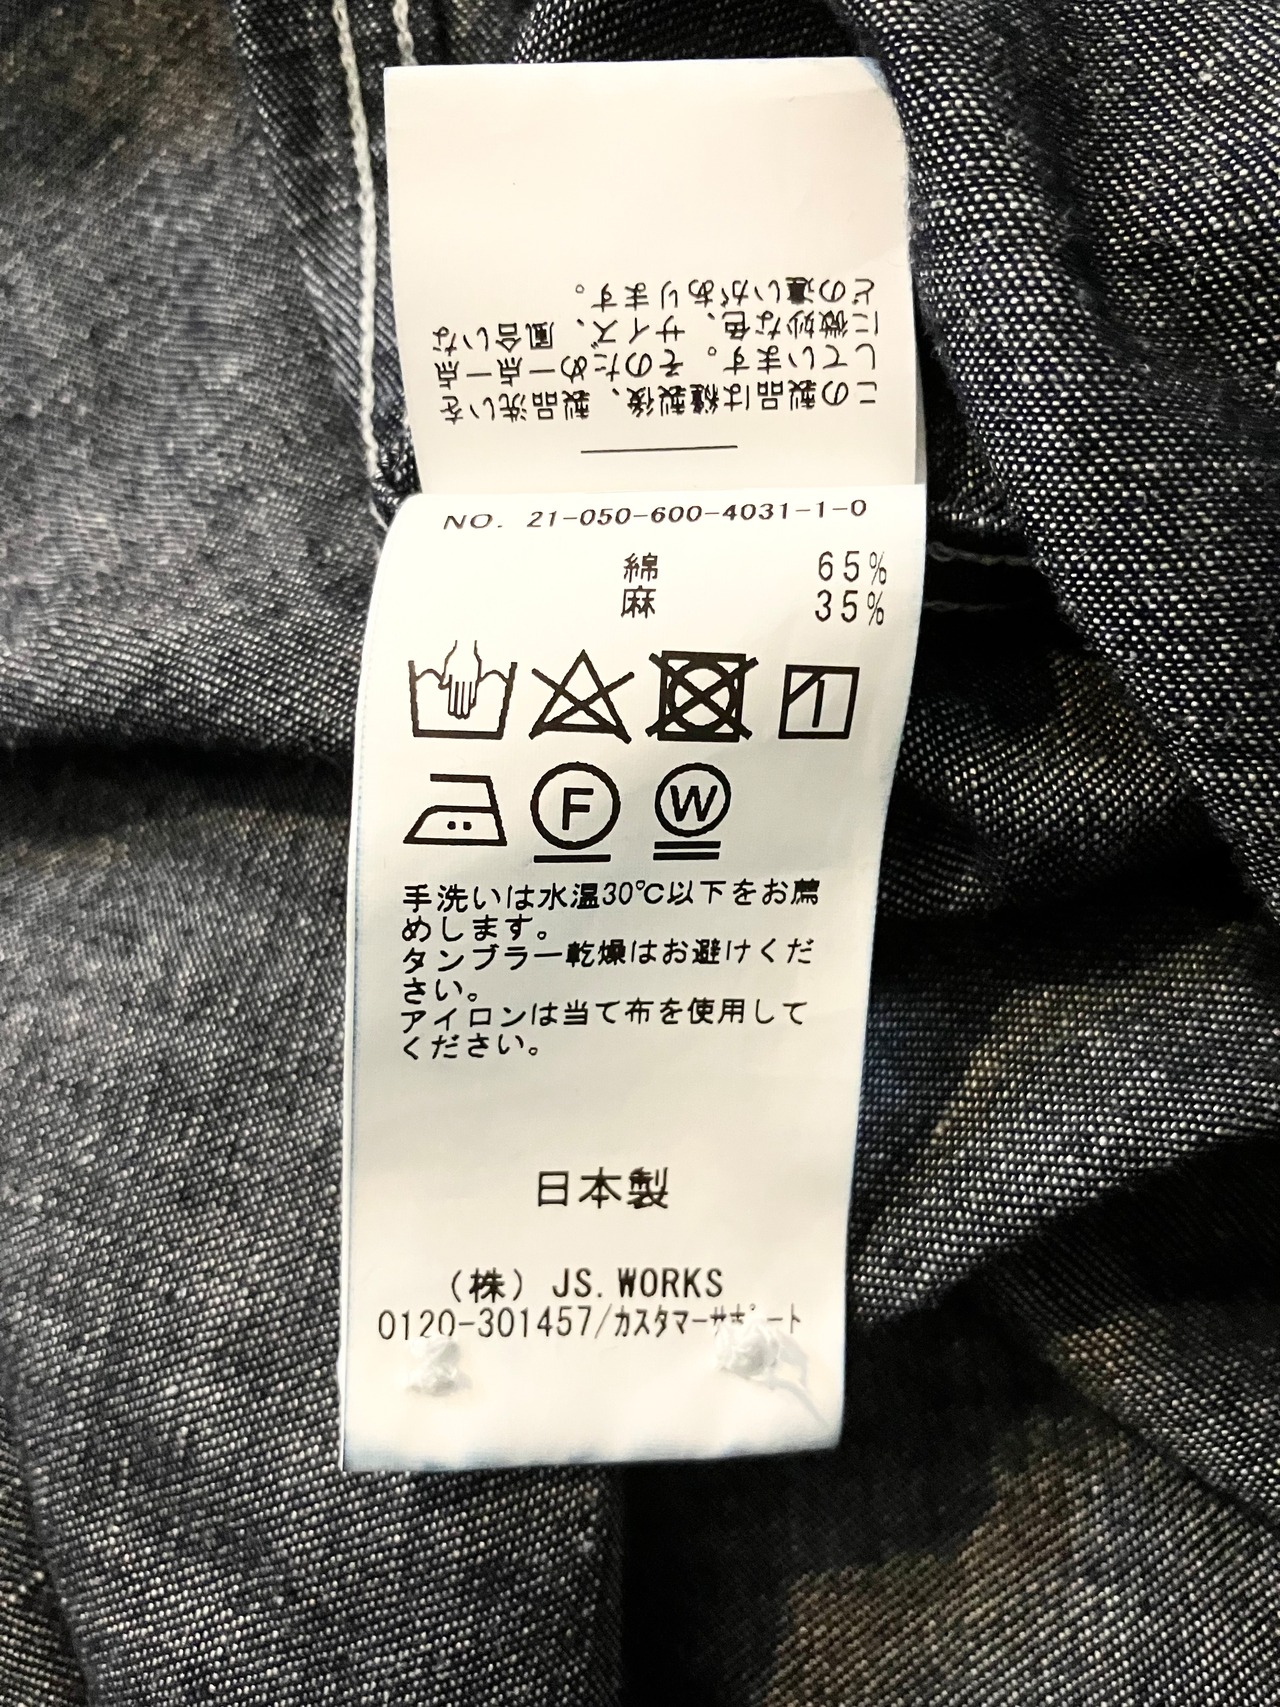 この製品は縫製後、製品洗いを
しています。そのため一点一点
に微妙な色、サイズ、風合いな
どの違いがあります。
NO. 21-050-600-4031-1-0
綿 65%
麻 35%
F W
手洗いは水温30℃以下をお薦
めします。
タンブラー乾燥はお避けくだ
さい。
アイロンは当て布を使用して
ください。
日本製
（株）JS.WORKS
0120-301457/カスタマーサポート